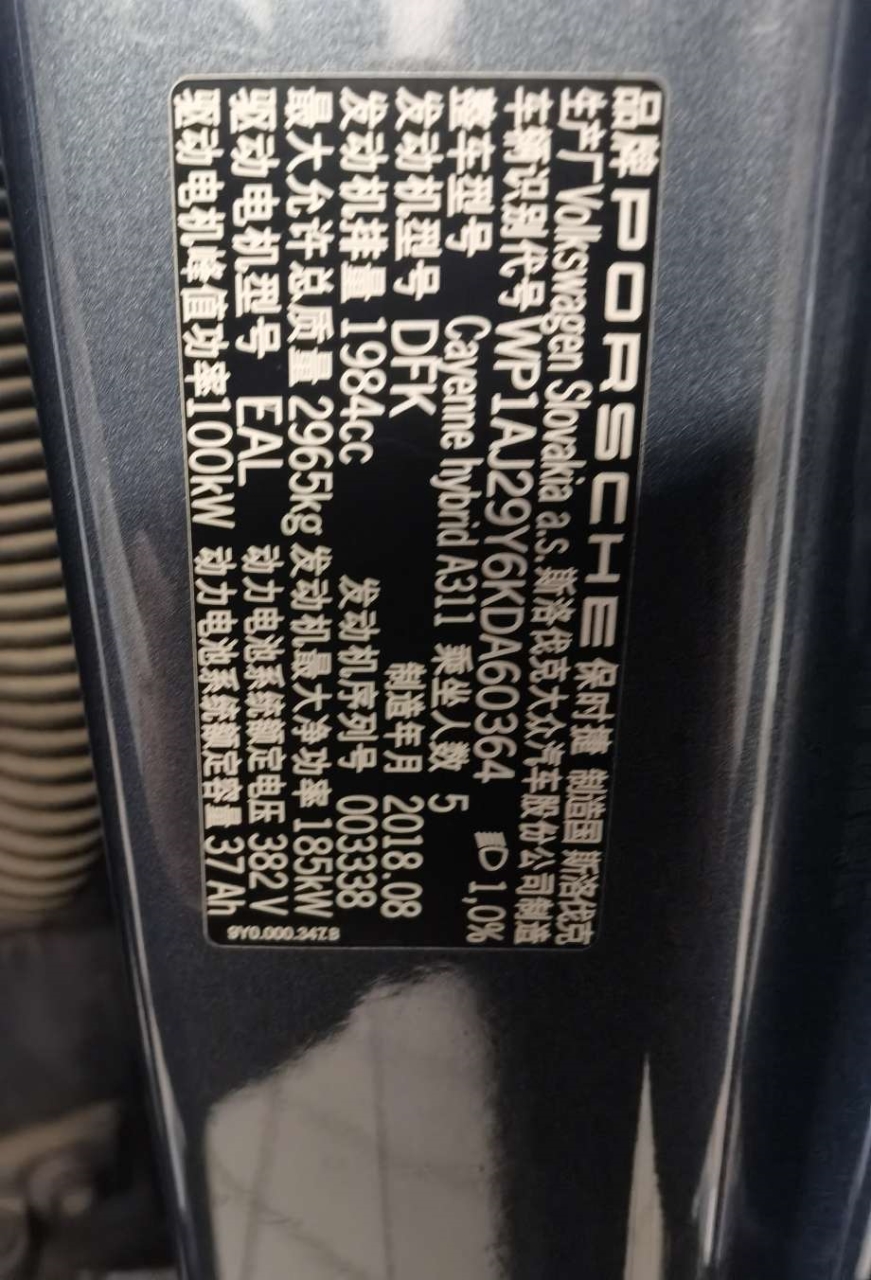 品牌 PORSCHE 保时捷 制造国 斯洛伐克
生产厂 Volkswagen Slovakia a.s. 斯洛伐克大众汽车股份公司制造
车辆识别代号 WP1AJ29Y6KDA60364 1,0%
整车型号 Cayenne hybrid A311 乘坐人数 5
发动机型号 DFK 制造年月 2018.08
发动机排量 1984cc 发动机序列号 003338
最大允许总质量 2965kg 发动机最大净功率 185kW
驱动电机型号 EAL 动力电池系统额定电压 382 V
驱动电机峰值功率 100kW 动力电池系统额定容量 37 Ah
9Y0.000.34Z B